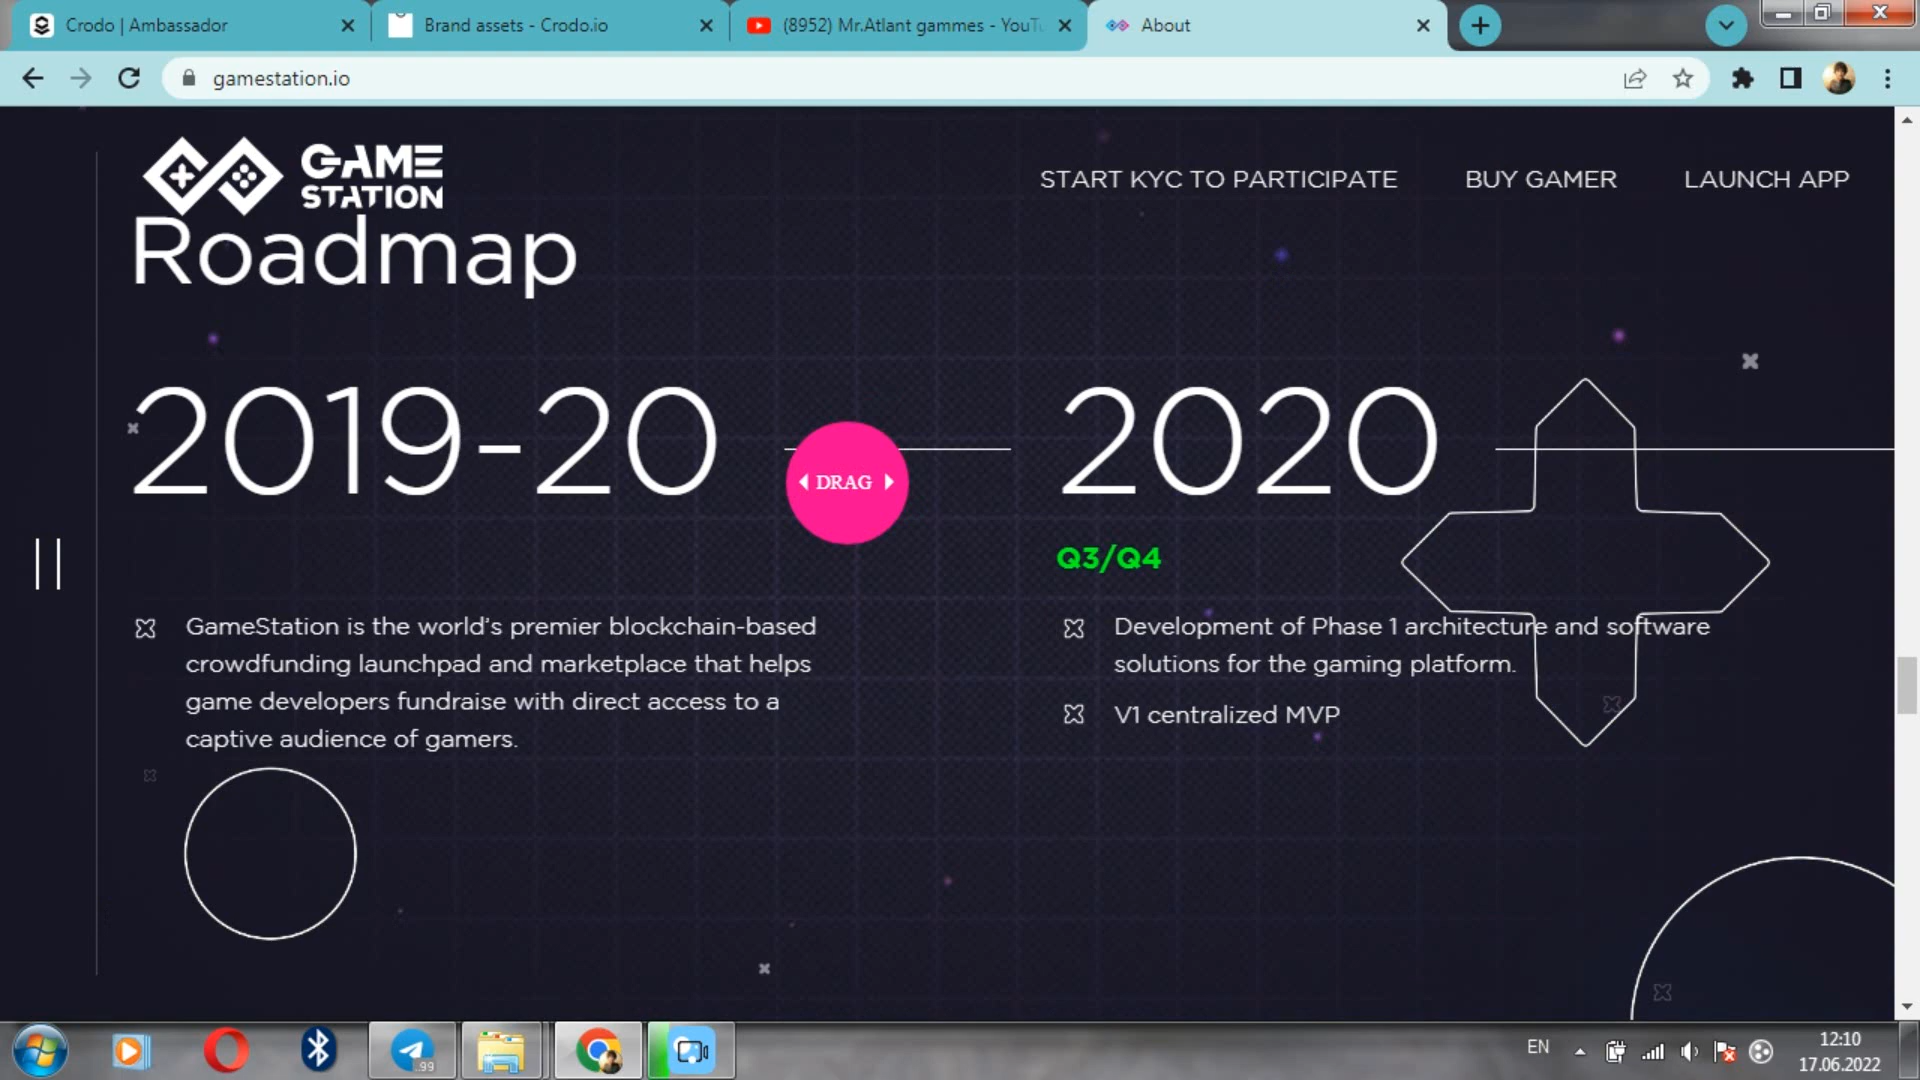 Crodo | Ambassador
Brand assets - Crodo.io
(8952) Mr.Atlant gammes - YouTu
About
gamestation.io
GAME
STATION
START KYC TO PARTICIPATE
BUY GAMER
LAUNCH APP
Roadmap
2019-20
DRAG
2020
Q3/Q4
GameStation is the world's premier blockchain-based
crowdfunding launchpad and marketplace that helps
game developers fundraise with direct access to a
captive audience of gamers.
Development of Phase 1 architecture and software
solutions for the gaming platform.
V1 centralized MVP
..99
EN
12:10
17.06.2022